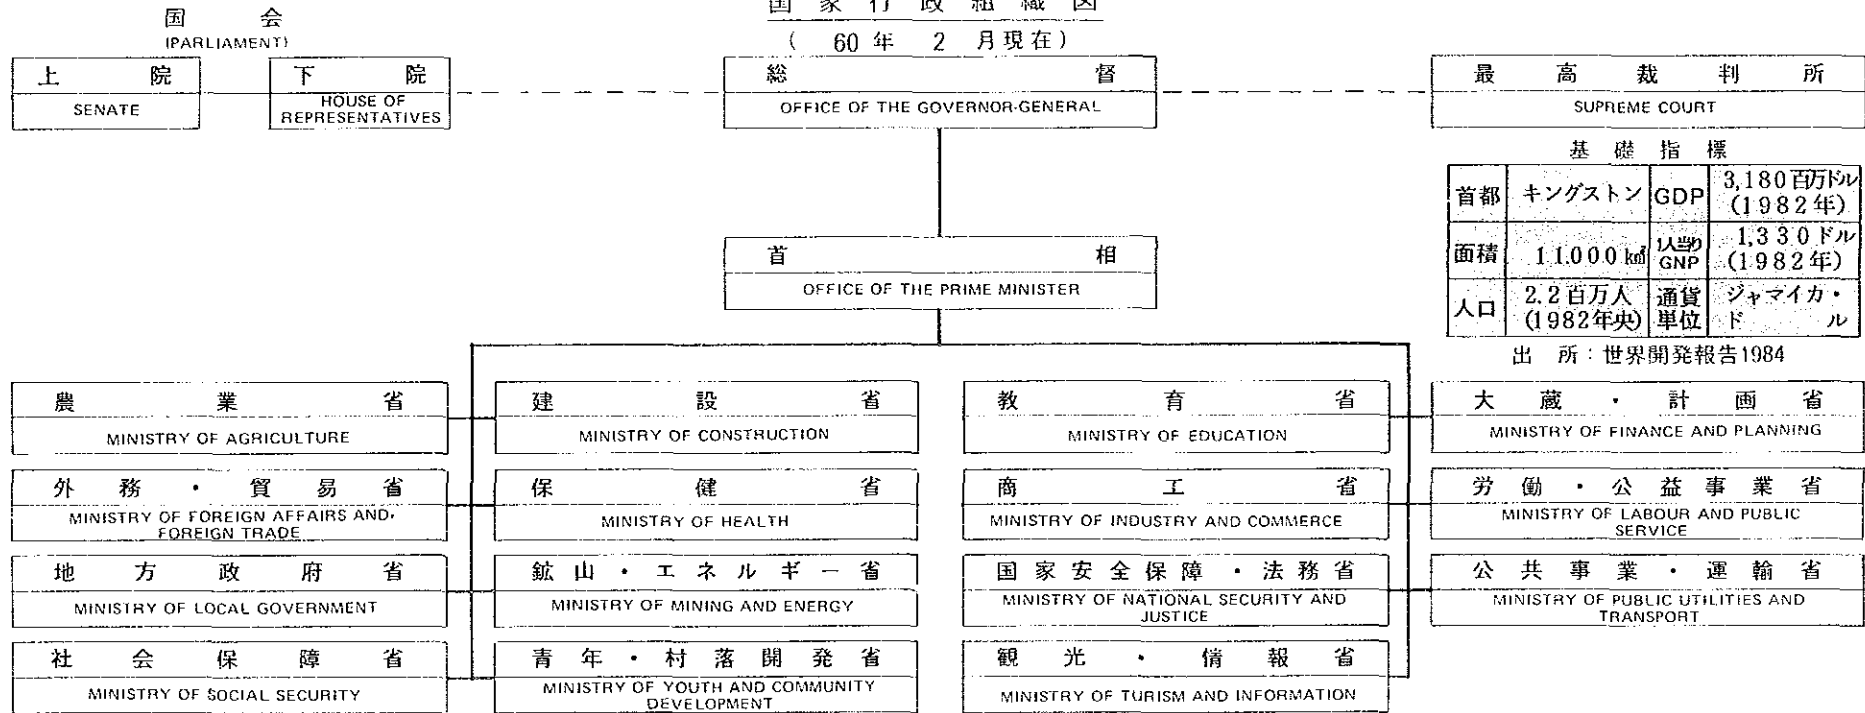 国家行政組織図
( 60年 2 月現在)
国会
(PARLIAMENT)
上院
SENATE
下院
HOUSE OF
REPRESENTATIVES
総督
OFFICE OF THE GOVERNOR-GENERAL
最高裁判所
SUPREME COURT
基礎指標
首都 キングストン GDP 3,180百万ドル (1982年)
面積 11,000㎢ 1人当り GNP 1,330ドル (1982年)
人口 2.2百万人 (1982年央) 通貨単位 ジャマイカ・ドル
出所:世界開発報告1984
首相
OFFICE OF THE PRIME MINISTER
農業省
MINISTRY OF AGRICULTURE
建設省
MINISTRY OF CONSTRUCTION
教育省
MINISTRY OF EDUCATION
大蔵・計画省
MINISTRY OF FINANCE AND PLANNING
外務・貿易省
MINISTRY OF FOREIGN AFFAIRS AND
FOREIGN TRADE
保健省
MINISTRY OF HEALTH
商工省
MINISTRY OF INDUSTRY AND COMMERCE
労働・公益事業省
MINISTRY OF LABOUR AND PUBLIC
SERVICE
地方政府省
MINISTRY OF LOCAL GOVERNMENT
鉱山・エネルギー省
MINISTRY OF MINING AND ENERGY
国家安全保障・法務省
MINISTRY OF NATIONAL SECURITY AND
JUSTICE
公共事業・運輸省
MINISTRY OF PUBLIC UTILITIES AND
TRANSPORT
社会保障省
MINISTRY OF SOCIAL SECURITY
青年・村落開発省
MINISTRY OF YOUTH AND COMMUNITY
DEVELOPMENT
観光・情報省
MINISTRY OF TURISM AND INFORMATION